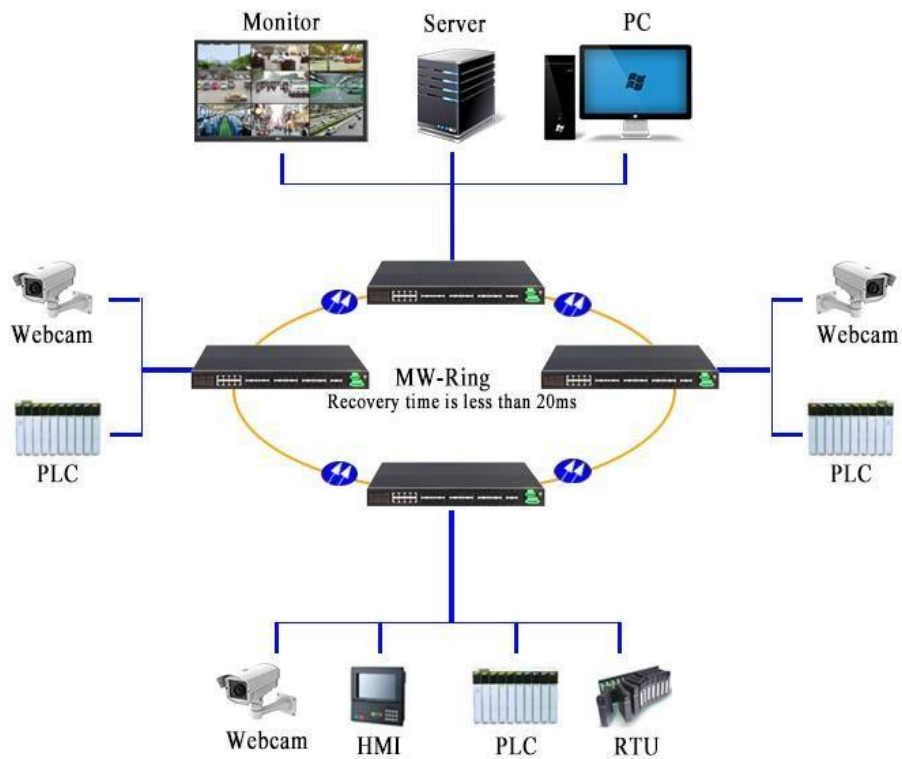 Monitor
Server
PC
Webcam
Webcam
MW-Ring
Recovery time is less than 20ms
PLC
PLC
Webcam
HMI
PLC
RTU